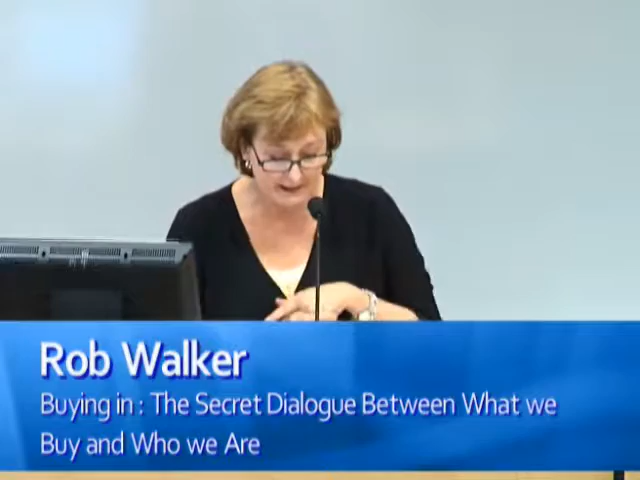 Rob Walker
Buying in : The Secret Dialogue Between What we
Buy and Who we Are